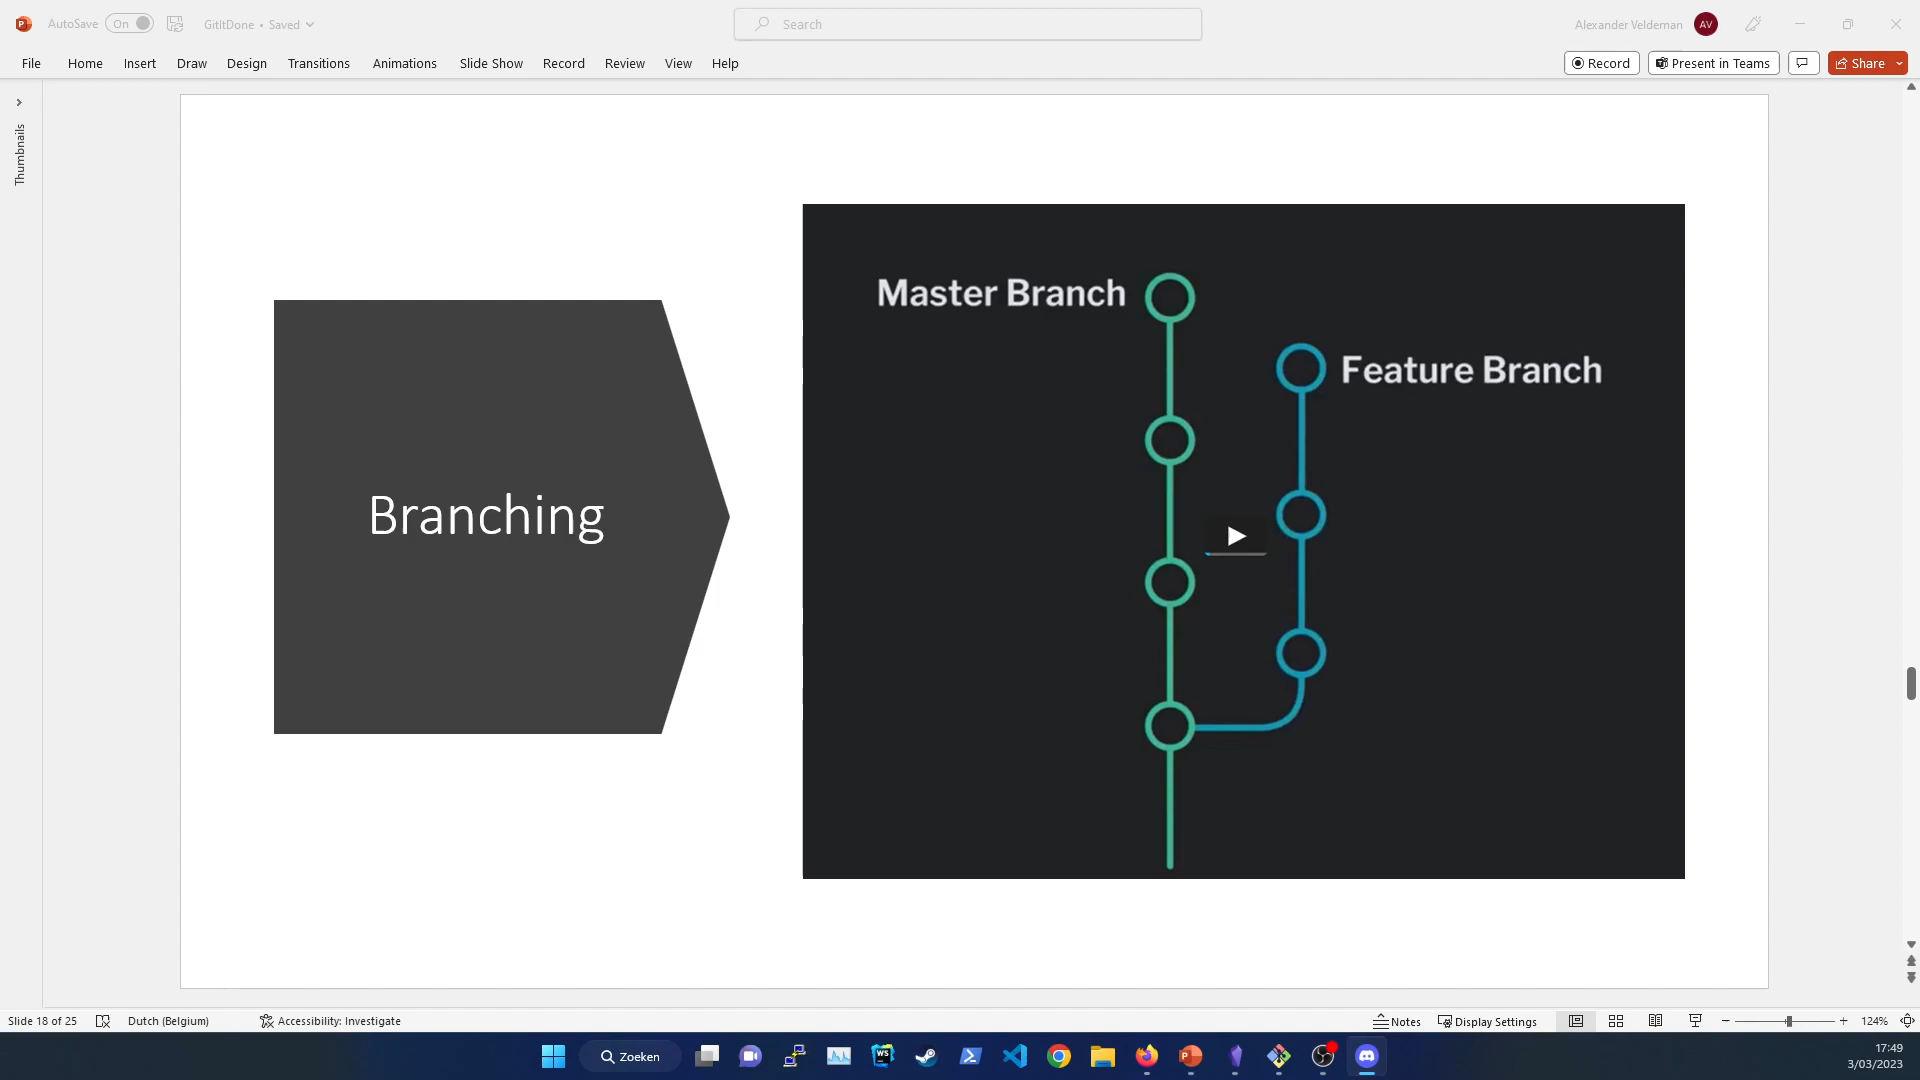 AutoSave On GitItDone • Saved Search Alexander Veldeman AV
File Home Insert Draw Design Transitions Animations Slide Show Record Review View Help Record Present in Teams Share
Thumbnails
Master Branch
Feature Branch
Branching
Slide 18 of 25 Dutch (Belgium) Accessibility: Investigate Notes Display Settings 124%
Zoeken
WS
17:49
3/03/2023